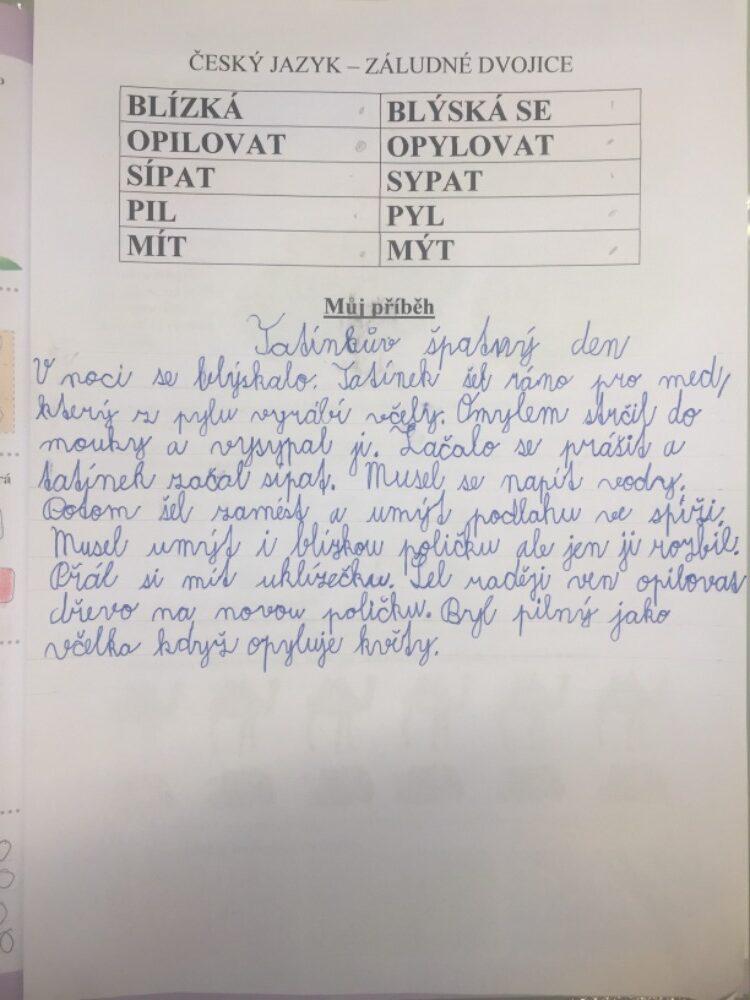 ČESKÝ JAZYK – ZÁLUDNÉ DVOJICE
BLÍZKÁ BLÝSKÁ SE
OPILOVAT OPYLOVAT
SÍPAT SYPAT
PIL PYL
MÍT MÝT
Můj příběh
Tatínkův špatný den
V noci se blýskalo. Tatínek šel ráno pro med,
který z pylu vyrábí včely. Omylem strčil do
mouky a vysypal ji. Začalo se prášit a
tatínek začal sípat. Musel se napít vody.
Potom šel zamést a umýt podlahu ve spíži.
Musel umýt i blízkou poličku ale jen ji rozbil.
Přál si mít uklízečku. Šel raději ven opilovat
dřevo na novou poličku. Byl pilný jako
včelka když opyluje květy.